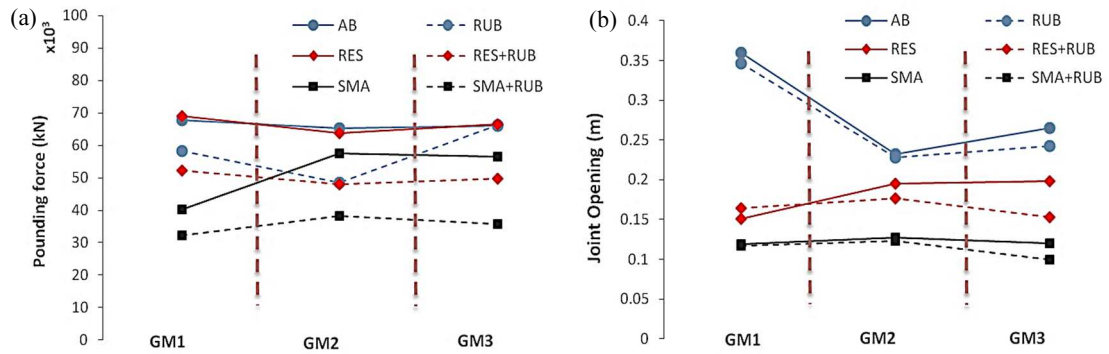 (a)
x10³
Pounding force (kN)
100
90
80
70
60
50
40
30
20
10
0
AB
RUB
RES
RES+RUB
SMA
SMA+RUB
GM1
GM2
GM3
(b)
Joint Opening (m)
0.4
0.35
0.3
0.25
0.2
0.15
0.1
0.05
0
AB
RUB
RES
RES+RUB
SMA
SMA+RUB
GM1
GM2
GM3